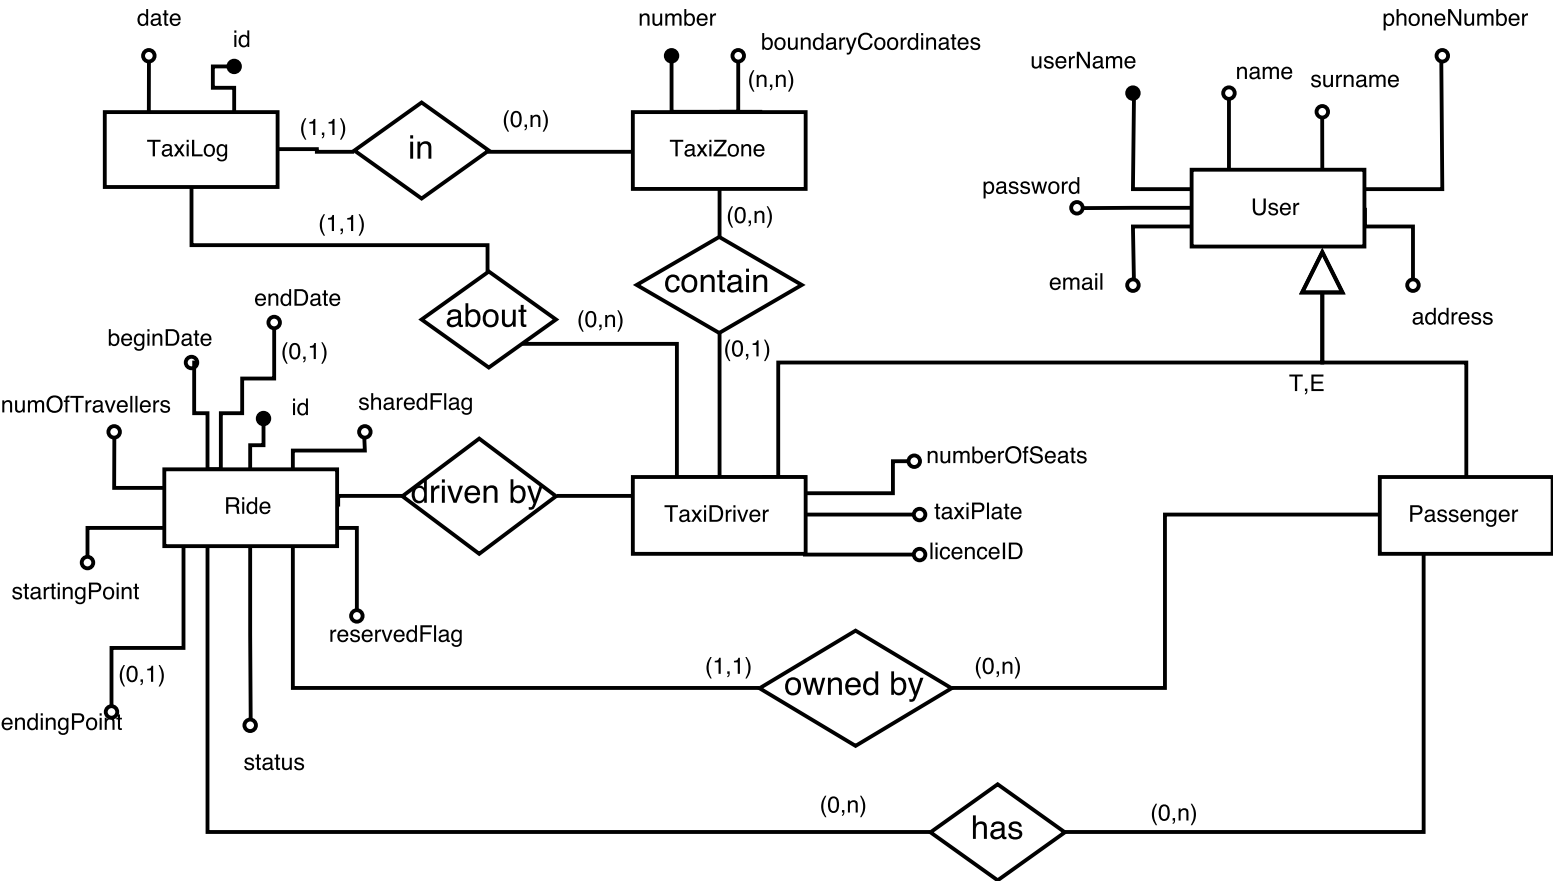 date
id
number
boundaryCoordinates
(n,n)
phoneNumber
userName
name
surname
TaxiLog
(1,1)
in
(0,n)
TaxiZone
password
User
(1,1)
(0,n)
contain
email
address
endDate
about
(0,n)
beginDate
(0,1)
(0,1)
T,E
numOfTravellers
id
sharedFlag
numberOfSeats
Ride
driven by
TaxiDriver
taxiPlate
Passenger
licenceID
startingPoint
reservedFlag
(0,1)
(1,1)
owned by
(0,n)
endingPoint
status
(0,n)
has
(0,n)